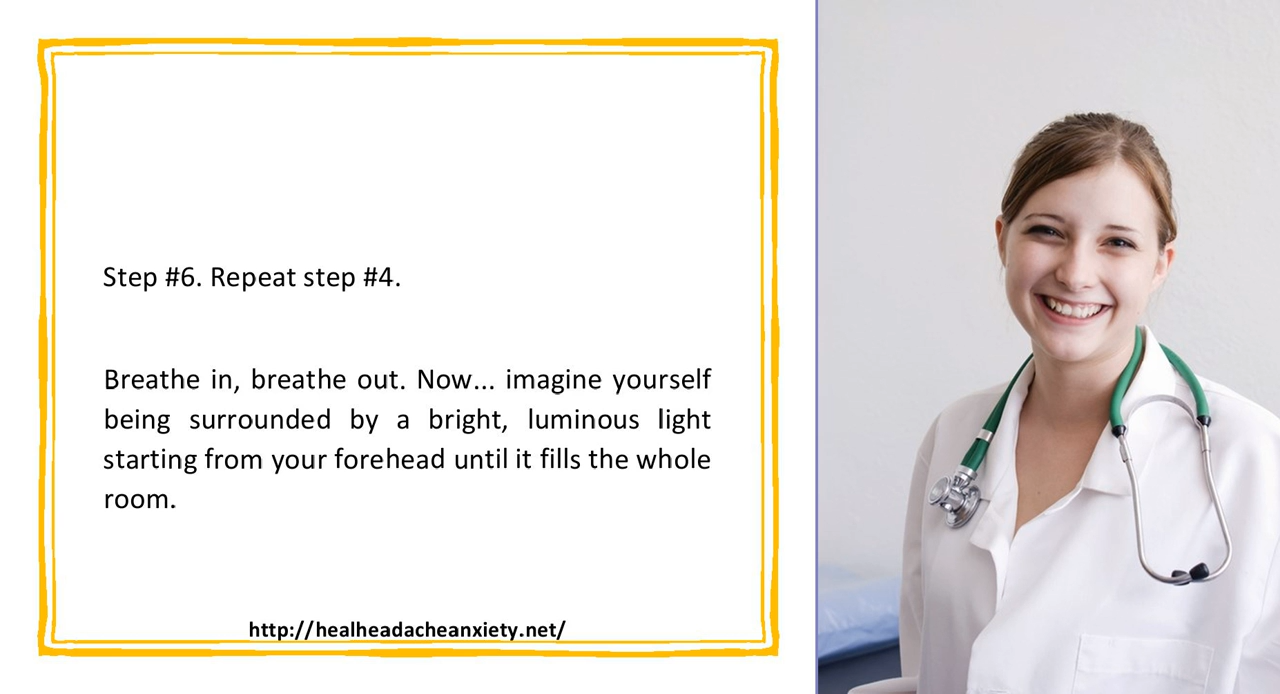 Step #6. Repeat step #4.
Breathe in, breathe out. Now... imagine yourself
being surrounded by a bright, luminous light
starting from your forehead until it fills the whole
room.
http://healheadacheanxiety.net/